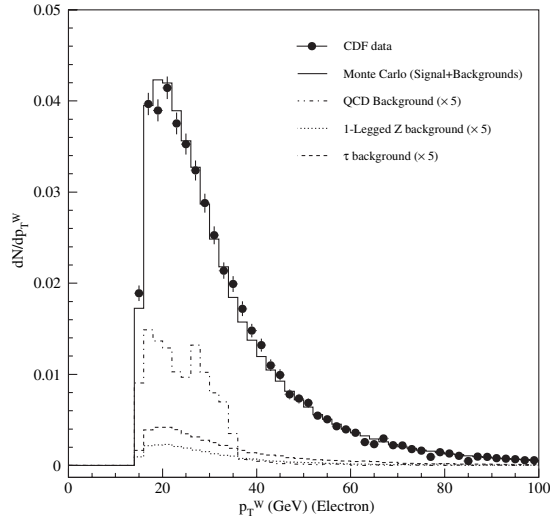 0.05
0.04
0.03
0.02
0.01
0
dN/dp_T^W
CDF data
Monte Carlo (Signal+Backgrounds)
QCD Background (× 5)
1-Legged Z background (× 5)
τ background (× 5)
0 20 40 60 80 100
p_T^W (GeV) (Electron)